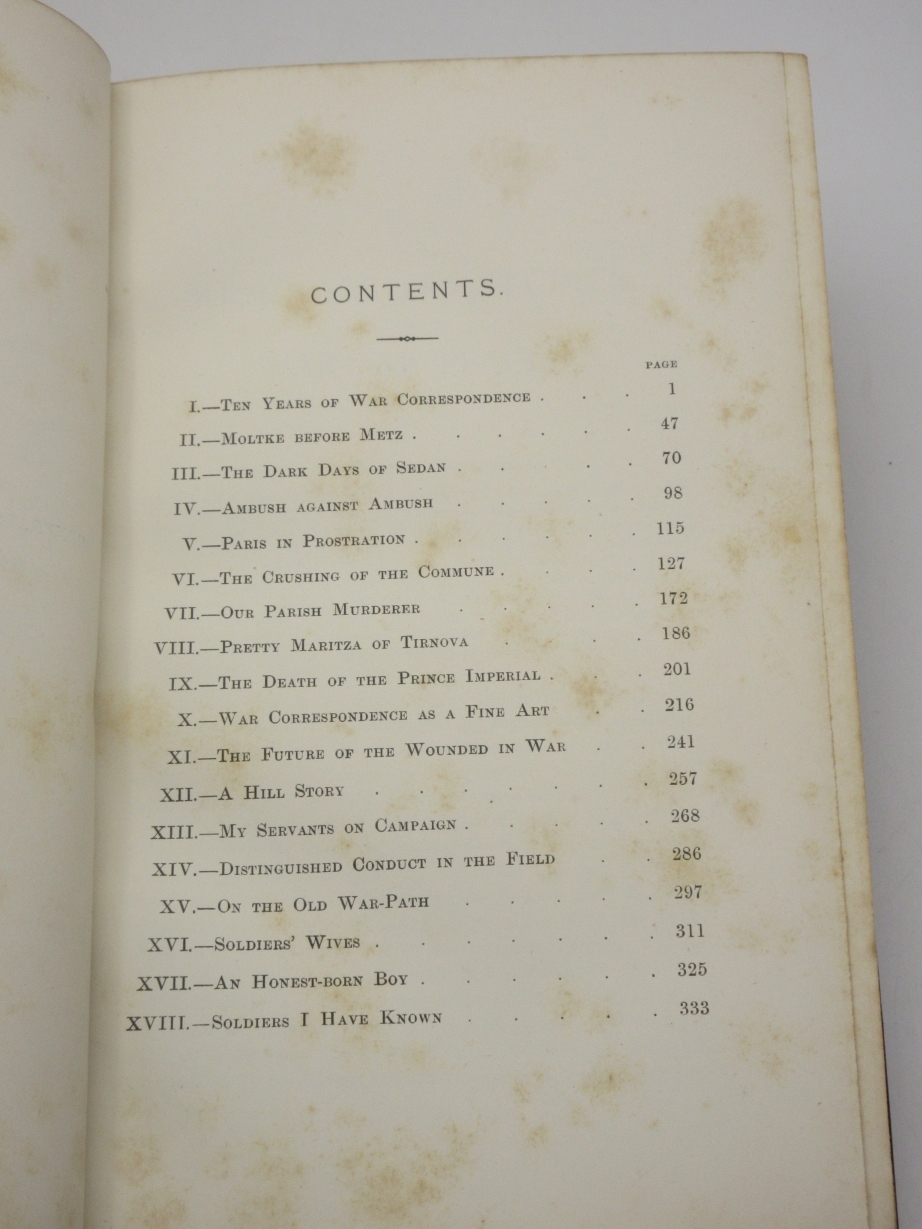 CONTENTS.
PAGE
I.—Ten Years of War Correspondence . . . 1
II.—Moltke before Metz . . . . . . 47
III.—The Dark Days of Sedan . . . . 70
IV.—Ambush against Ambush . . . . . 98
V.—Paris in Prostration . . . . . . 115
VI.—The Crushing of the Commune . . . . 127
VII.—Our Parish Murderer . . . . . 172
VIII.—Pretty Maritza of Tirnova . . . 186
IX.—The Death of the Prince Imperial . . . 201
X.—War Correspondence as a Fine Art . . 216
XI.—The Future of the Wounded in War . . 241
XII.—A Hill Story . . . . . . . 257
XIII.—My Servants on Campaign . . . . . 268
XIV.—Distinguished Conduct in the Field . . 286
XV.—On the Old War-Path . . . . . 297
XVI.—Soldiers' Wives . . . . . . . 311
XVII.—An Honest-born Boy . . . . . . 325
XVIII.—Soldiers I Have Known . . . . . 333